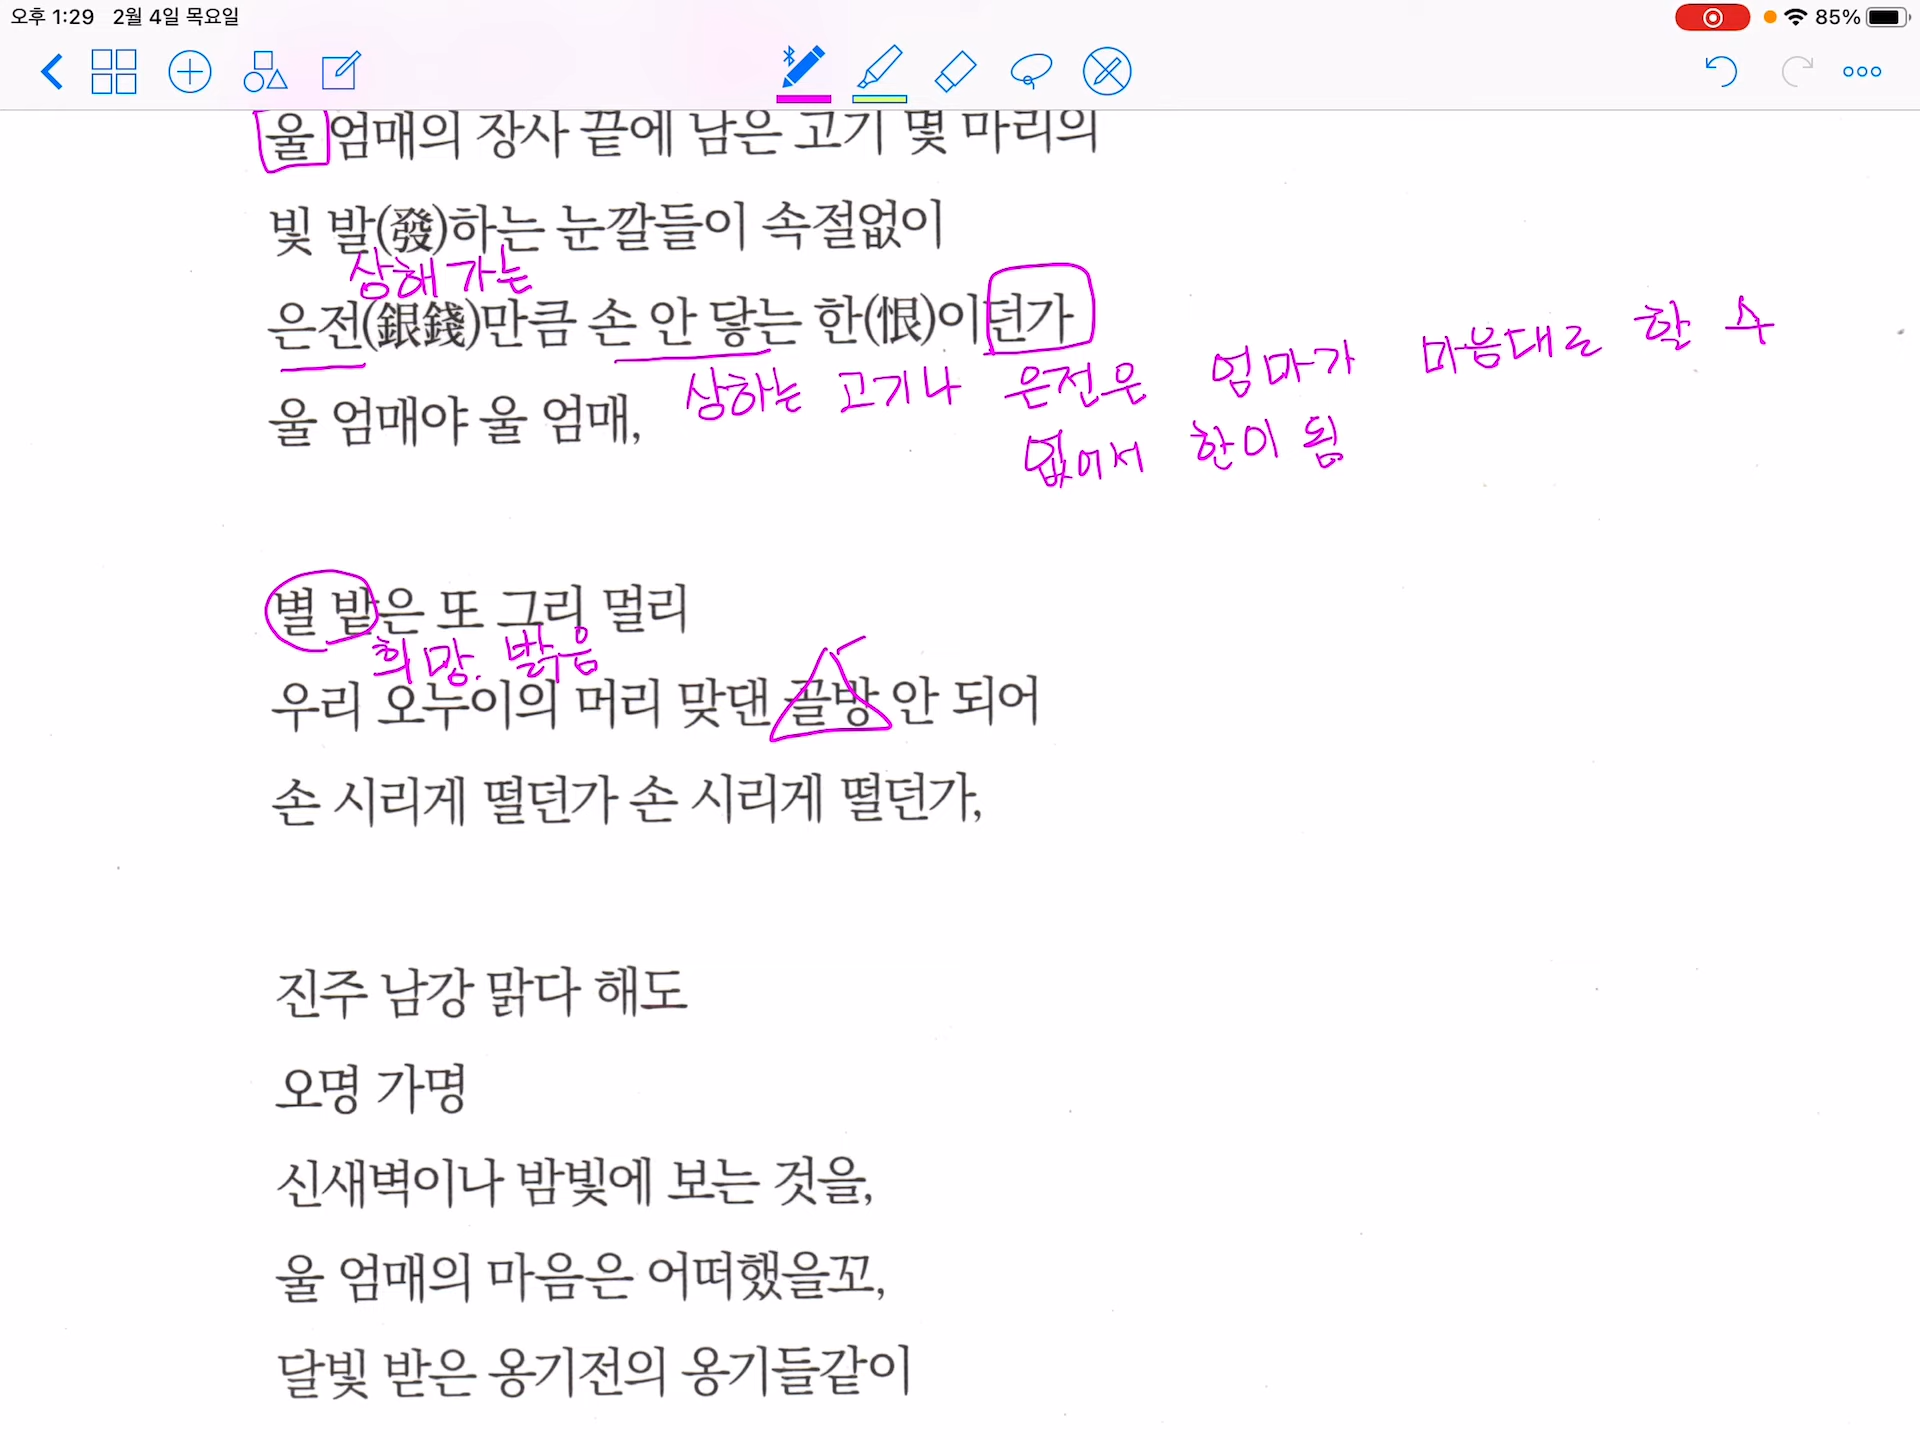 오후 1:29 2월 4일 목요일
85%
울 엄매의 장사 끝에 남은 고기 몇 마리의
빛 발(發)하는 눈깔들이 속절없이
상해 가는
은전(銀錢)만큼 손 안 닿는 한(恨)이던가
상하는 고기나 은전은 엄마가 마음대로 할 수
없어서 한이 됨
울 엄매야 울 엄매,
별 밭은 또 그리 멀리
희망. 밝음
우리 오누이의 머리 맞댄 골방 안 되어
손 시리게 떨던가 손 시리게 떨던가,
진주 남강 맑다 해도
오명 가명
신새벽이나 밤빛에 보는 것을,
울 엄매의 마음은 어떠했을꼬,
달빛 받은 옹기전의 옹기들같이